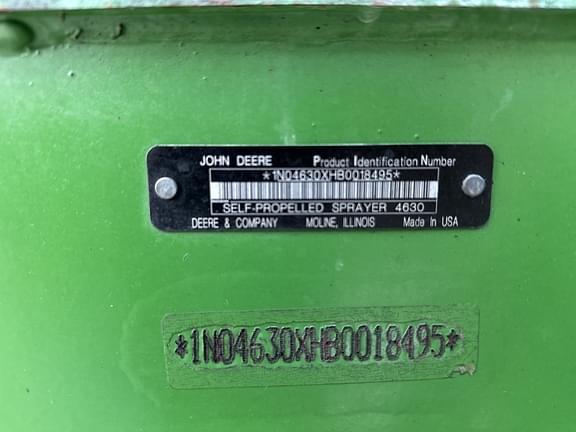 JOHN DEERE Product Identification Number
*1N04630XHB0018495*
SELF-PROPELLED SPRAYER 4630
DEERE & COMPANY MOLINE, ILLINOIS Made In USA
*1N04630XHB0018495*